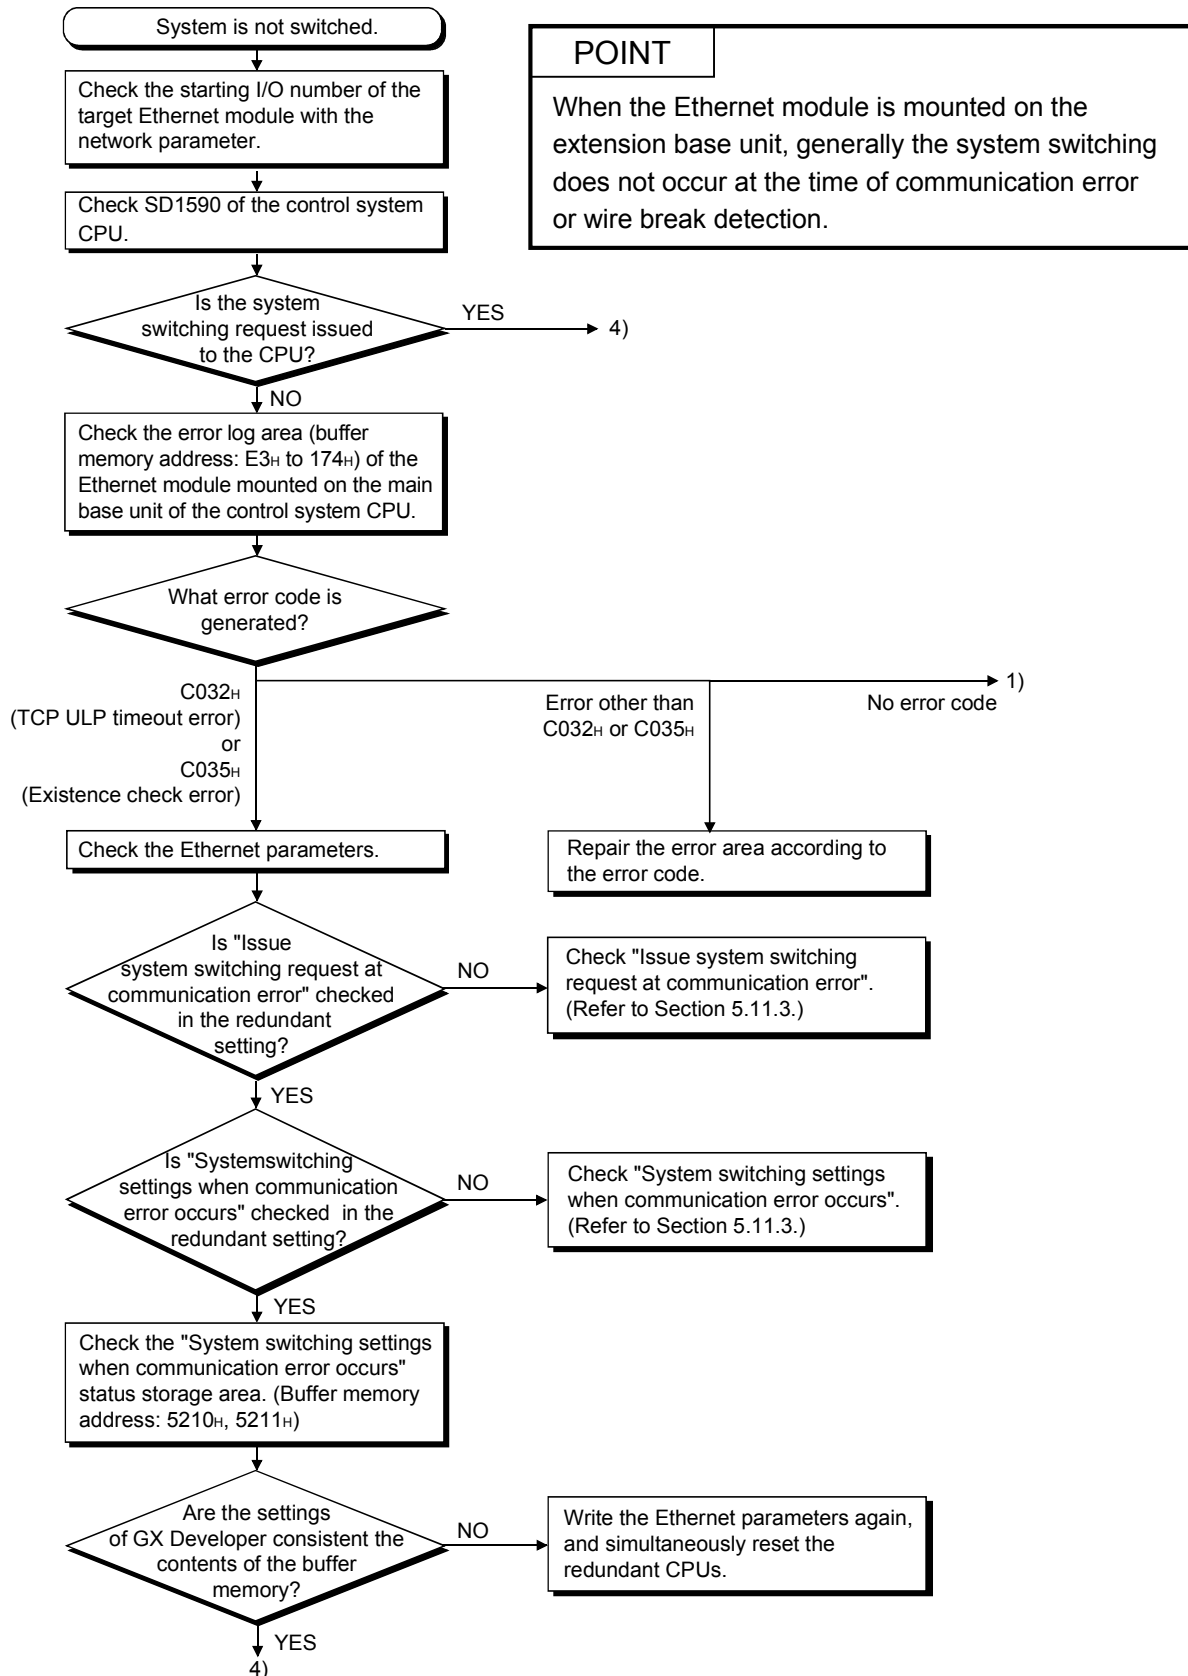 System is not switched.
POINT
When the Ethernet module is mounted on the
extension base unit, generally the system switching
does not occur at the time of communication error
or wire break detection.
Check the starting I/O number of the
target Ethernet module with the
network parameter.
Check SD1590 of the control system
CPU.
Is the system
switching request issued
to the CPU?
YES
4)
NO
Check the error log area (buffer
memory address: E3H to 174H) of the
Ethernet module mounted on the main
base unit of the control system CPU.
What error code is
generated?
C032H
(TCP ULP timeout error)
or
C035H
(Existence check error)
Error other than
C032H or C035H
No error code
1)
Check the Ethernet parameters.
Repair the error area according to
the error code.
Is "Issue
system switching request at
communication error" checked
in the redundant
setting?
NO
Check "Issue system switching
request at communication error".
(Refer to Section 5.11.3.)
YES
Is "Systemswitching
settings when communication
error occurs" checked in the
redundant setting?
NO
Check "System switching settings
when communication error occurs".
(Refer to Section 5.11.3.)
YES
Check the "System switching settings
when communication error occurs"
status storage area. (Buffer memory
address: 5210H, 5211H)
Are the settings
of GX Developer consistent the
contents of the buffer
memory?
NO
Write the Ethernet parameters again,
and simultaneously reset the
redundant CPUs.
YES
4)